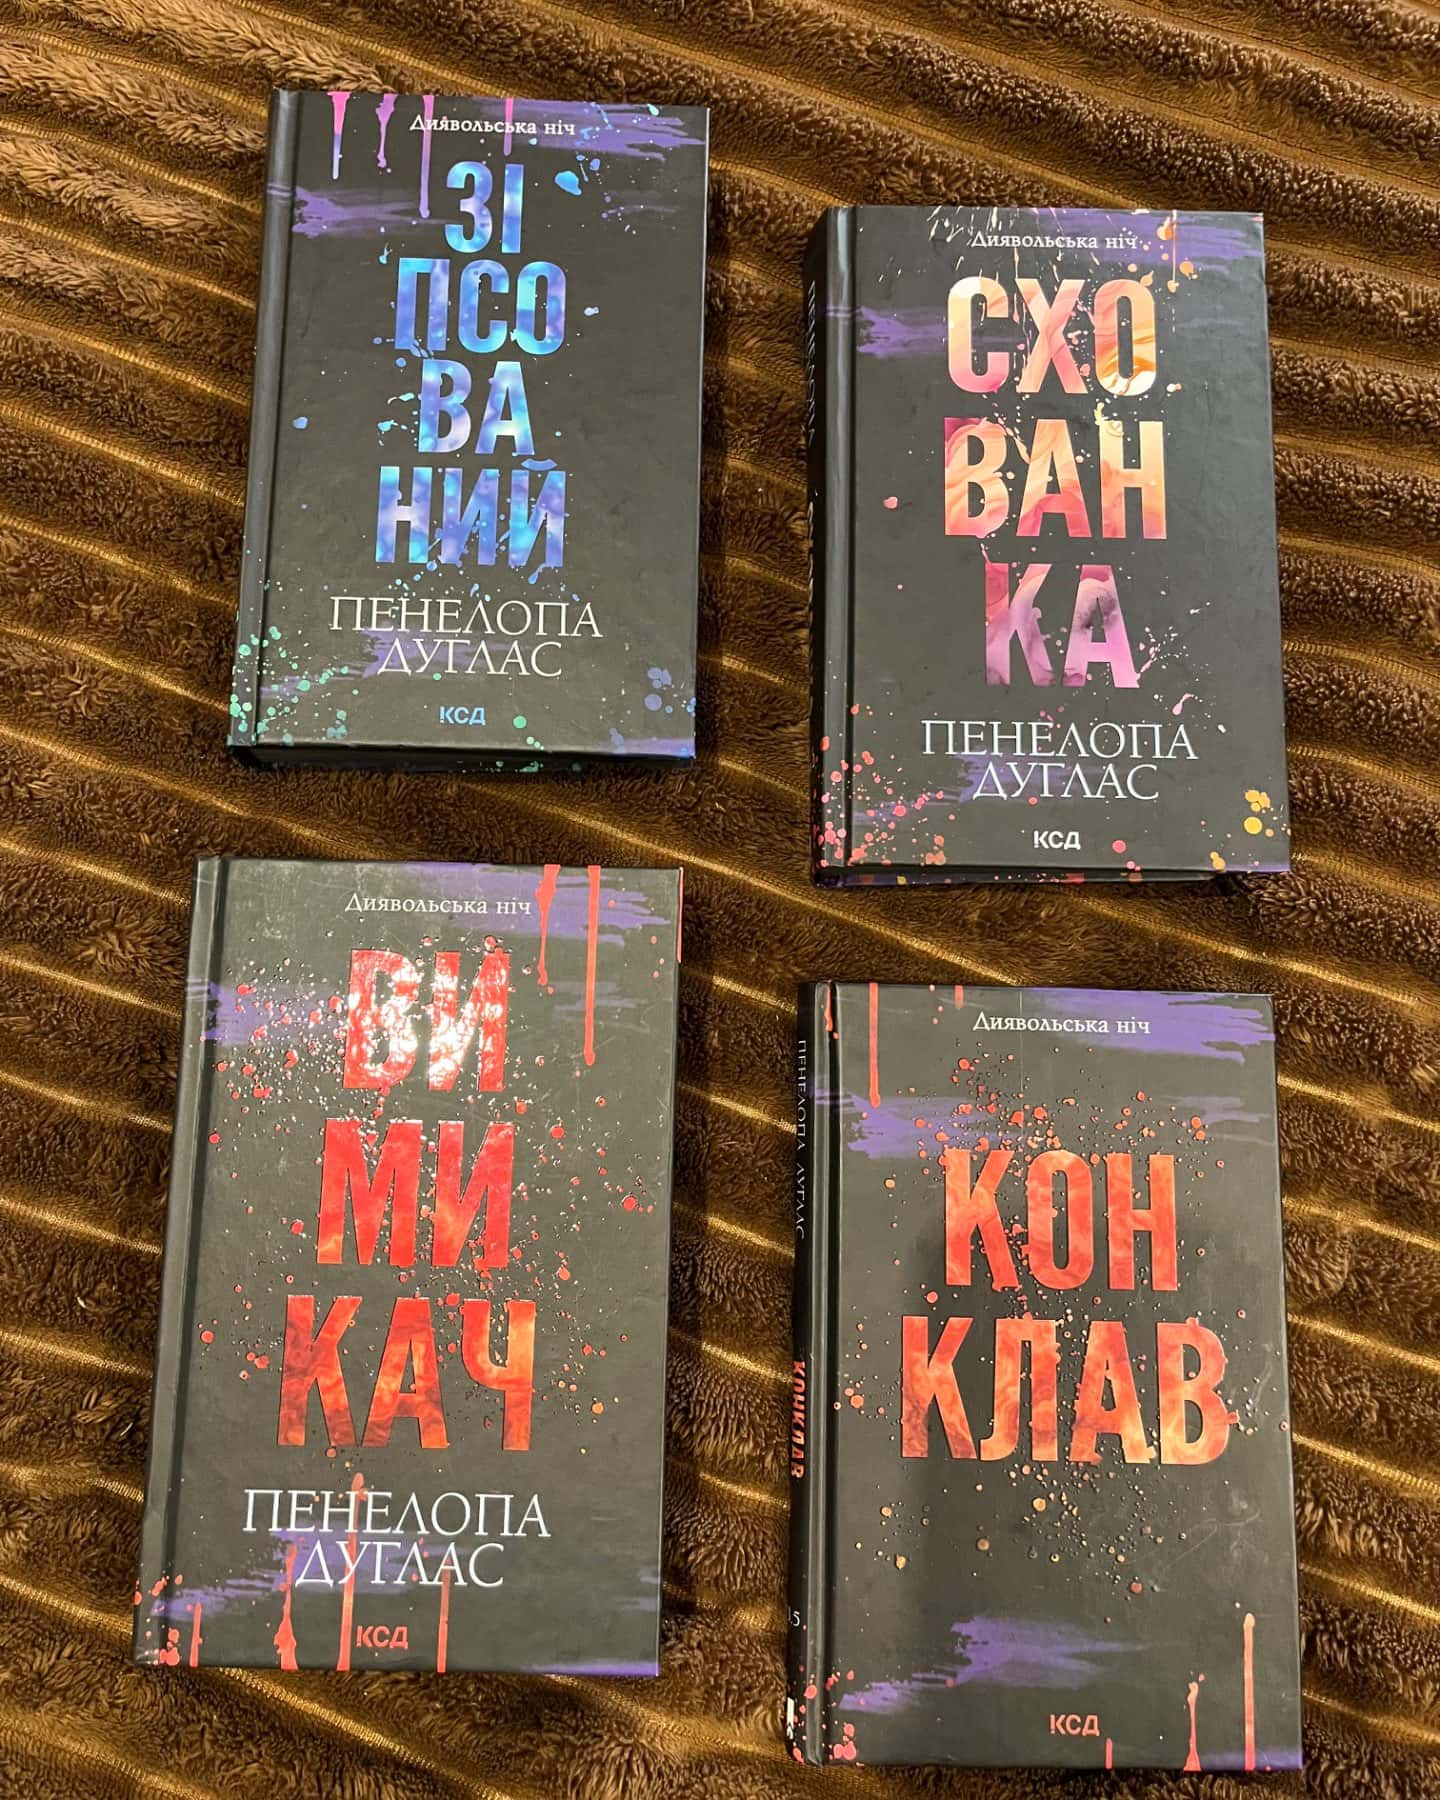 Диявольська ніч
ЗІ
ПСО
ВА
НИЙ
ПЕНЕЛОПА
ДУГЛАС
КСД
Диявольська ніч
СХО
ВАН
КА
ПЕНЕЛОПА
ДУГЛАС
КСД
Диявольська ніч
ВИ
МИ
КАЧ
ПЕНЕЛОПА
ДУГЛАС
КСД
ПЕНЕЛОПА ДУГЛАС
КОНКЛАВ
Диявольська ніч
КОН
КЛАВ
КСД